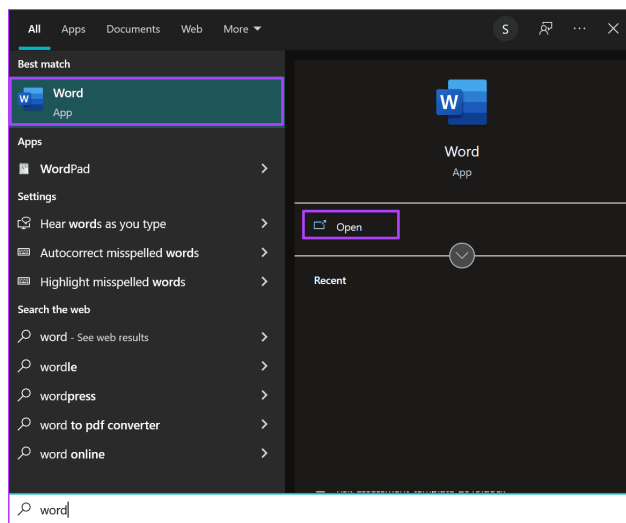 All Apps Documents Web More
S
Best match
W
Word
App
Apps
WordPad
Settings
Hear words as you type
Autocorrect misspelled words
Highlight misspelled words
Search the web
word - See web results
wordle
wordpress
word to pdf converter
word online
word
W
Word
App
Open
Recent